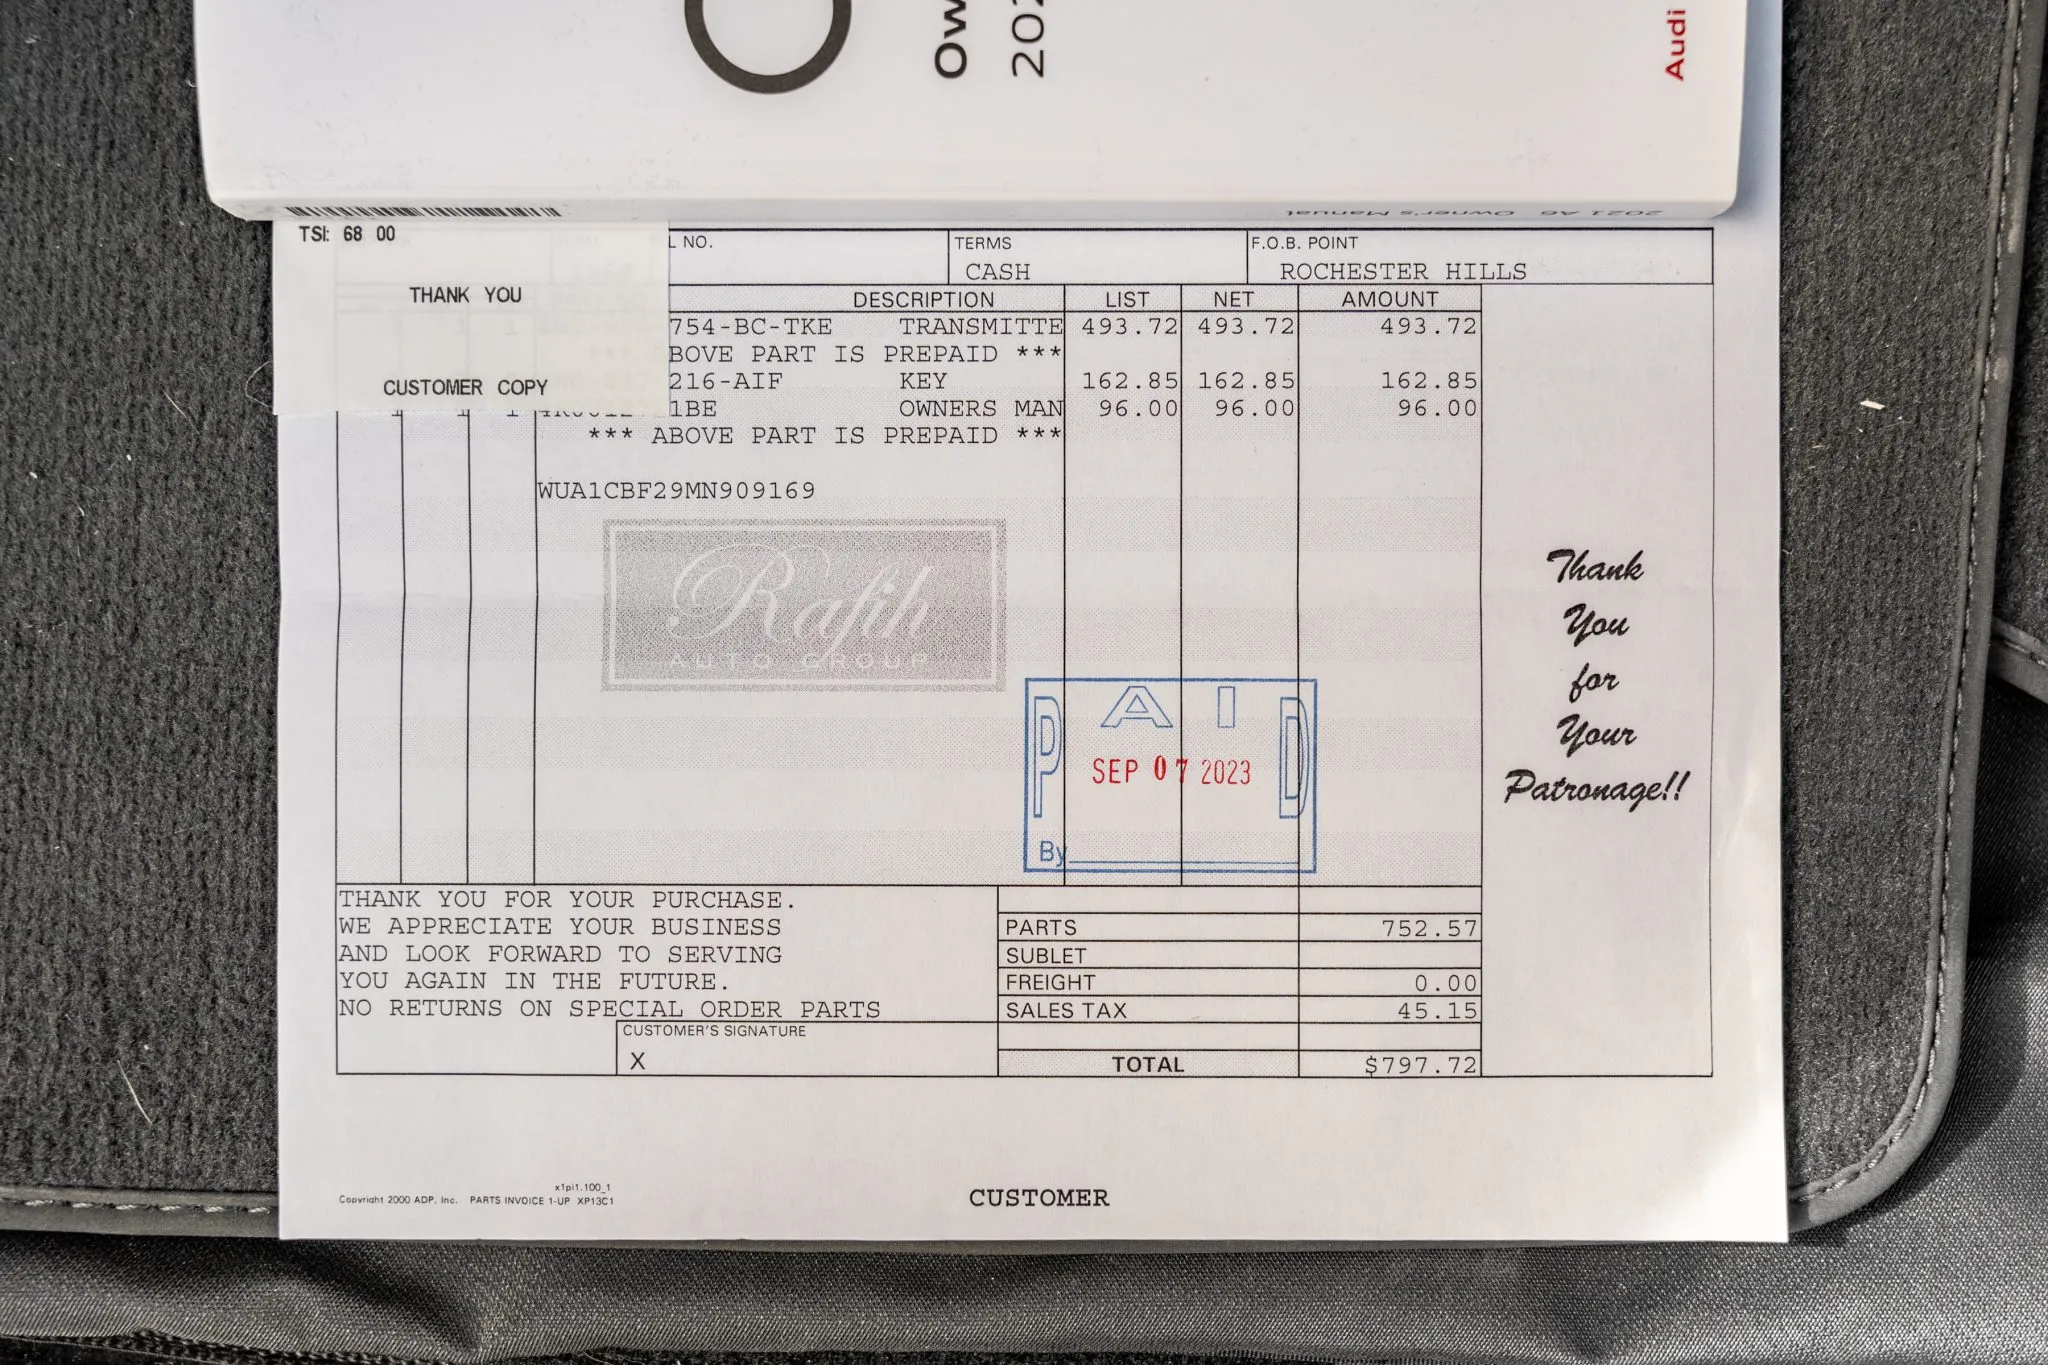 Audi
2021 A6 Owner's Manual
TSI: 68 00
THANK YOU
CUSTOMER COPY
L NO.
TERMS
CASH
F.O.B. POINT
ROCHESTER HILLS
DESCRIPTION LIST NET AMOUNT
754-BC-TKE TRANSMITTE 493.72 493.72 493.72
*** ABOVE PART IS PREPAID ***
216-AIF KEY 162.85 162.85 162.85
1BE OWNERS MAN 96.00 96.00 96.00
*** ABOVE PART IS PREPAID ***
WUA1CBF29MN909169
Rafih
AUTO GROUP
PAID
SEP 07 2023
By
Thank
You
for
Your
Patronage!!
THANK YOU FOR YOUR PURCHASE.
WE APPRECIATE YOUR BUSINESS
AND LOOK FORWARD TO SERVING
YOU AGAIN IN THE FUTURE.
NO RETURNS ON SPECIAL ORDER PARTS
CUSTOMER'S SIGNATURE
X
PARTS 752.57
SUBLET
FREIGHT 0.00
SALES TAX 45.15
TOTAL $797.72
x1pi1.100_1
Copyright 2000 ADP, Inc. PARTS INVOICE 1-UP XP13C1
CUSTOMER